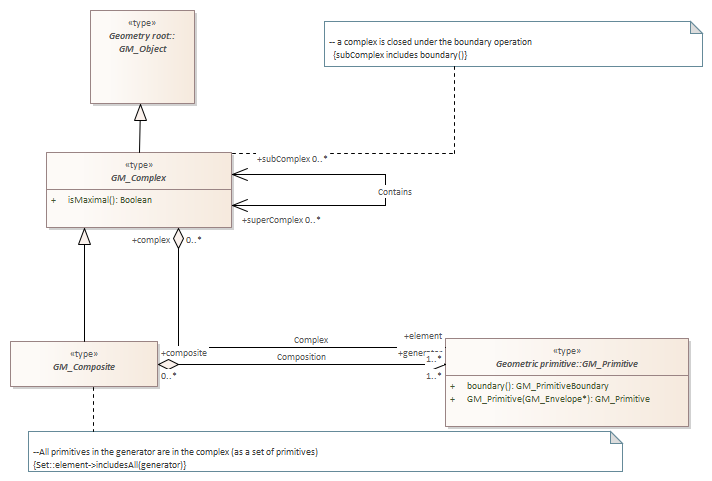 «type»
Geometry root::
GM_Object
-- a complex is closed under the boundary operation
{subComplex includes boundary()}
+subComplex 0..*
«type»
GM_Complex
+ isMaximal(): Boolean
Contains
+superComplex 0..*
+complex 0..*
+element
Complex
«type»
GM_Composite
+composite
Composition
1..*
0..*
1..*
«type»
Geometric primitive::GM_Primitive
+ boundary(): GM_PrimitiveBoundary
+ GM_Primitive(GM_Envelope*): GM_Primitive
--All primitives in the generator are in the complex (as a set of primitives)
{Set::element->includesAll(generator)}